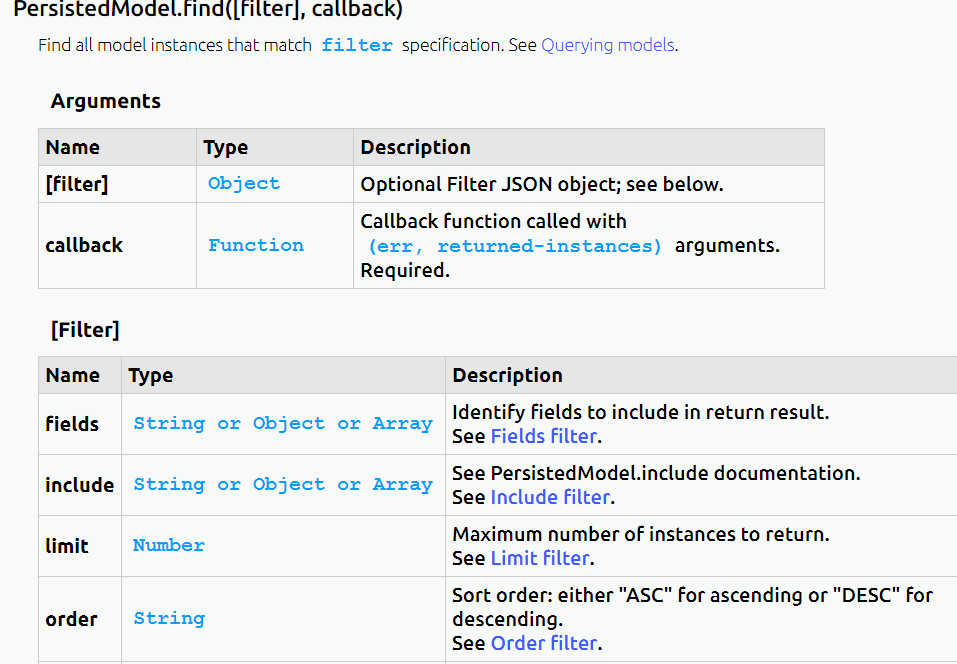 PersistedModel.find([filter], callback)
Find all model instances that match filter specification. See Querying models.
Arguments
Name Type Description
[filter] Object Optional Filter JSON object; see below.
callback Function Callback function called with
(err, returned-instances) arguments.
Required.
[Filter]
Name Type Description
fields String or Object or Array Identify fields to include in return result.
See Fields filter.
include String or Object or Array See PersistedModel.include documentation.
See Include filter.
limit Number Maximum number of instances to return.
See Limit filter.
order String Sort order: either "ASC" for ascending or "DESC" for
descending.
See Order filter.